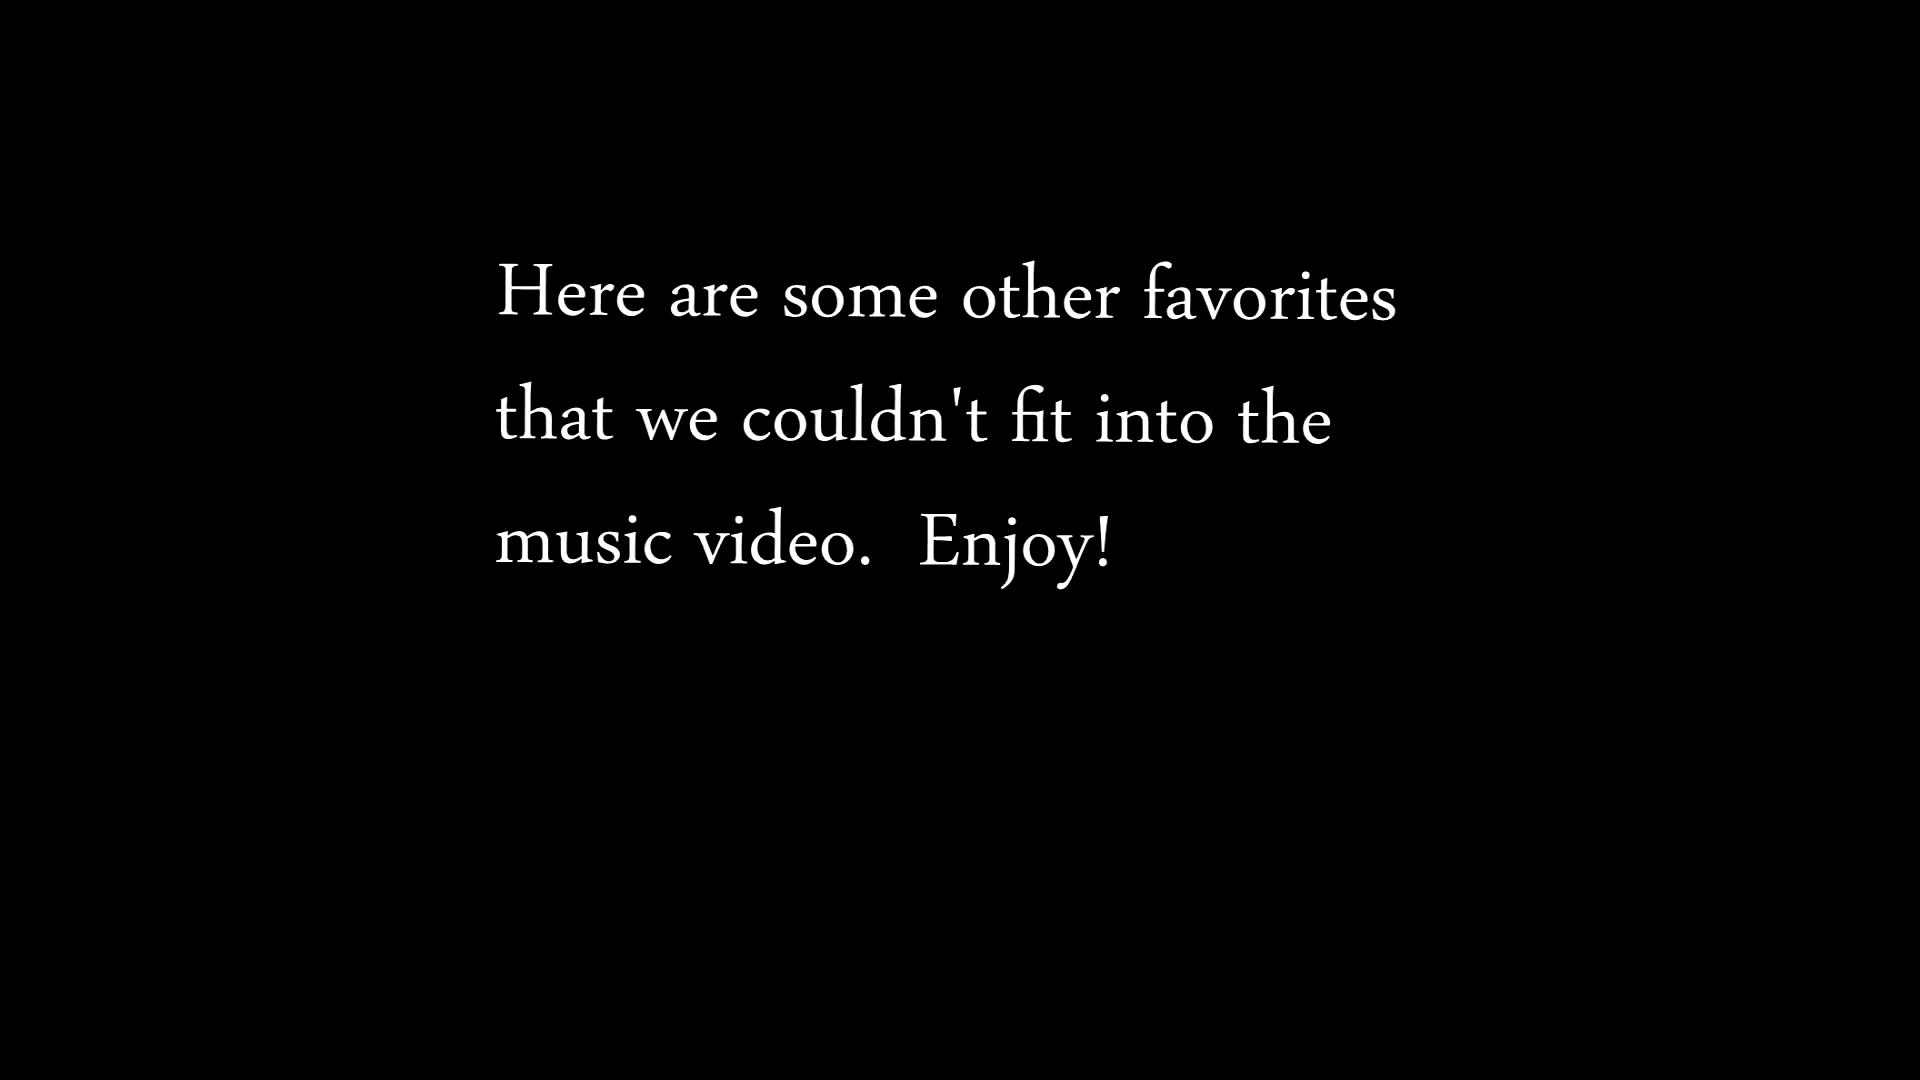 Here are some other favorites
that we couldn't fit into the
music video.  Enjoy!